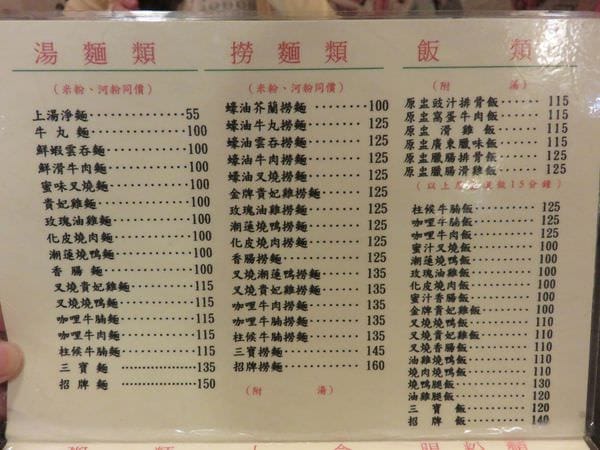 湯麵類
(米粉、河粉同價)
上湯淨麵‥‥‥‥‥‥55
牛丸麵‥‥‥‥‥‥100
鮮蝦雲吞麵‥‥‥‥‥100
鮮滑牛肉麵‥‥‥‥‥100
蜜味叉燒麵‥‥‥‥‥100
貴妃雞麵‥‥‥‥‥‥100
玫瑰油雞麵‥‥‥‥‥100
化皮燒肉麵‥‥‥‥‥100
潮蓮燒鴨麵‥‥‥‥‥100
香腸麵‥‥‥‥‥‥100
叉燒貴妃雞麵‥‥‥‥115
叉燒燒鴨麵‥‥‥‥‥115
咖哩牛腩麵‥‥‥‥‥115
咖哩牛肉麵‥‥‥‥‥115
柱候牛腩麵‥‥‥‥‥115
三寶麵‥‥‥‥‥‥135
招牌麵‥‥‥‥‥‥150
撈麵類
(米粉、河粉同價)
蠔油芥蘭撈麵‥‥‥‥100
蠔油牛丸撈麵‥‥‥‥125
蠔油雲吞撈麵‥‥‥‥125
蠔油牛肉撈麵‥‥‥‥125
蠔油叉燒撈麵‥‥‥‥125
金牌貴妃雞撈麵‥‥‥125
玫瑰油雞撈麵‥‥‥‥125
潮蓮燒鴨撈麵‥‥‥‥125
化皮燒肉撈麵‥‥‥‥125
香腸撈麵‥‥‥‥‥‥125
叉燒潮蓮鴨撈麵‥‥‥135
叉燒貴妃雞撈麵‥‥‥135
咖哩牛肉撈麵‥‥‥‥135
咖哩牛腩撈麵‥‥‥‥135
柱候牛腩撈麵‥‥‥‥135
三寶撈麵‥‥‥‥‥‥145
招牌撈麵‥‥‥‥‥‥160
(附湯)
飯類
(附湯)
原盅豉汁排骨飯‥‥‥115
原盅窩蛋牛肉飯‥‥‥115
原盅滑雞飯‥‥‥‥115
原盅廣東臘味飯‥‥‥115
原盅臘腸排骨飯‥‥‥115
原盅臘腸滑雞飯‥‥‥115
飯15分鐘)
柱候牛腩飯‥‥‥‥‥125
咖哩牛腩飯‥‥‥‥‥125
咖哩牛肉飯‥‥‥‥‥125
蜜汁叉燒飯‥‥‥‥‥100
潮蓮燒鴨飯‥‥‥‥‥100
玫瑰油雞飯‥‥‥‥‥100
化皮燒肉飯‥‥‥‥‥100
蜜汁香腸飯‥‥‥‥‥100
金牌貴妃雞飯‥‥‥‥100
叉燒燒鴨飯‥‥‥‥‥110
叉燒貴妃雞飯‥‥‥‥110
叉燒香腸飯‥‥‥‥‥110
油雞燒鴨飯‥‥‥‥‥110
燒肉燒鴨飯‥‥‥‥‥110
燒鴨腿飯‥‥‥‥‥‥130
油雞腿飯‥‥‥‥‥‥120
三寶飯‥‥‥‥‥‥120
招牌飯‥‥‥‥‥‥140